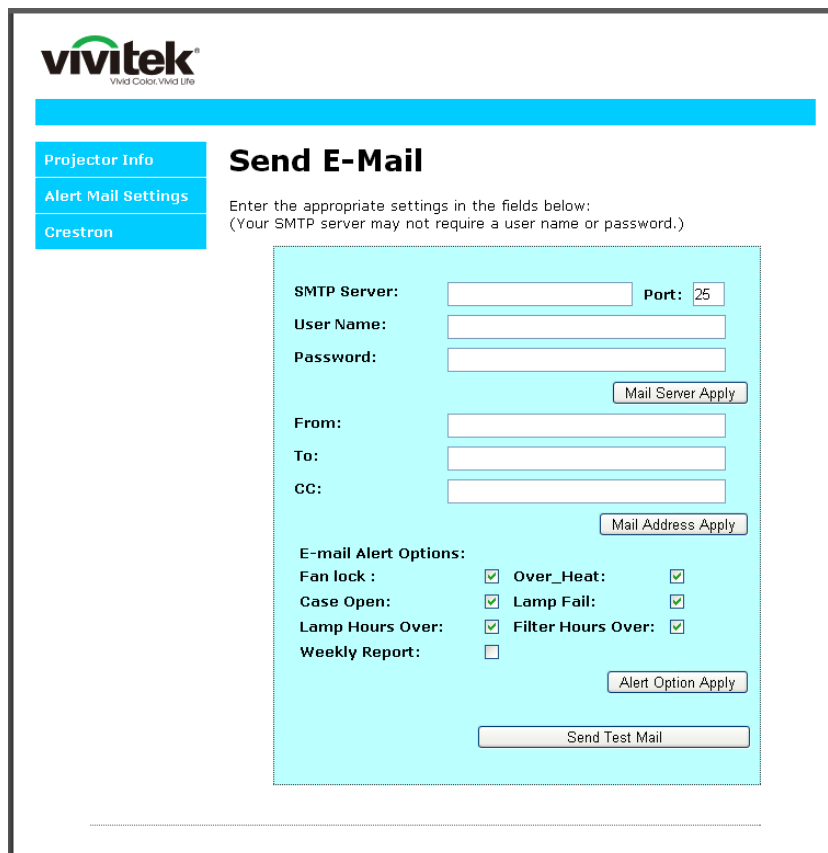 vivitek®
Vivid Color. Vivid Life
Projector Info
Alert Mail Settings
Crestron
Send E-Mail
Enter the appropriate settings in the fields below:
(Your SMTP server may not require a user name or password.)
SMTP Server: Port: 25
User Name:
Password:
Mail Server Apply
From:
To:
CC:
Mail Address Apply
E-mail Alert Options:
Fan lock : Over_Heat:
Case Open: Lamp Fail:
Lamp Hours Over: Filter Hours Over:
Weekly Report:
Alert Option Apply
Send Test Mail